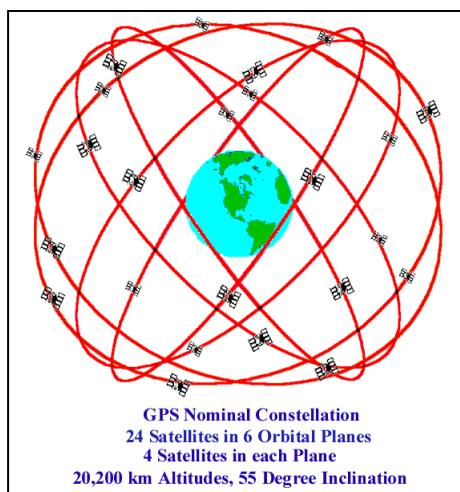 GPS Nominal Constellation
24 Satellites in 6 Orbital Planes
4 Satellites in each Plane
20,200 km Altitudes, 55 Degree Inclination